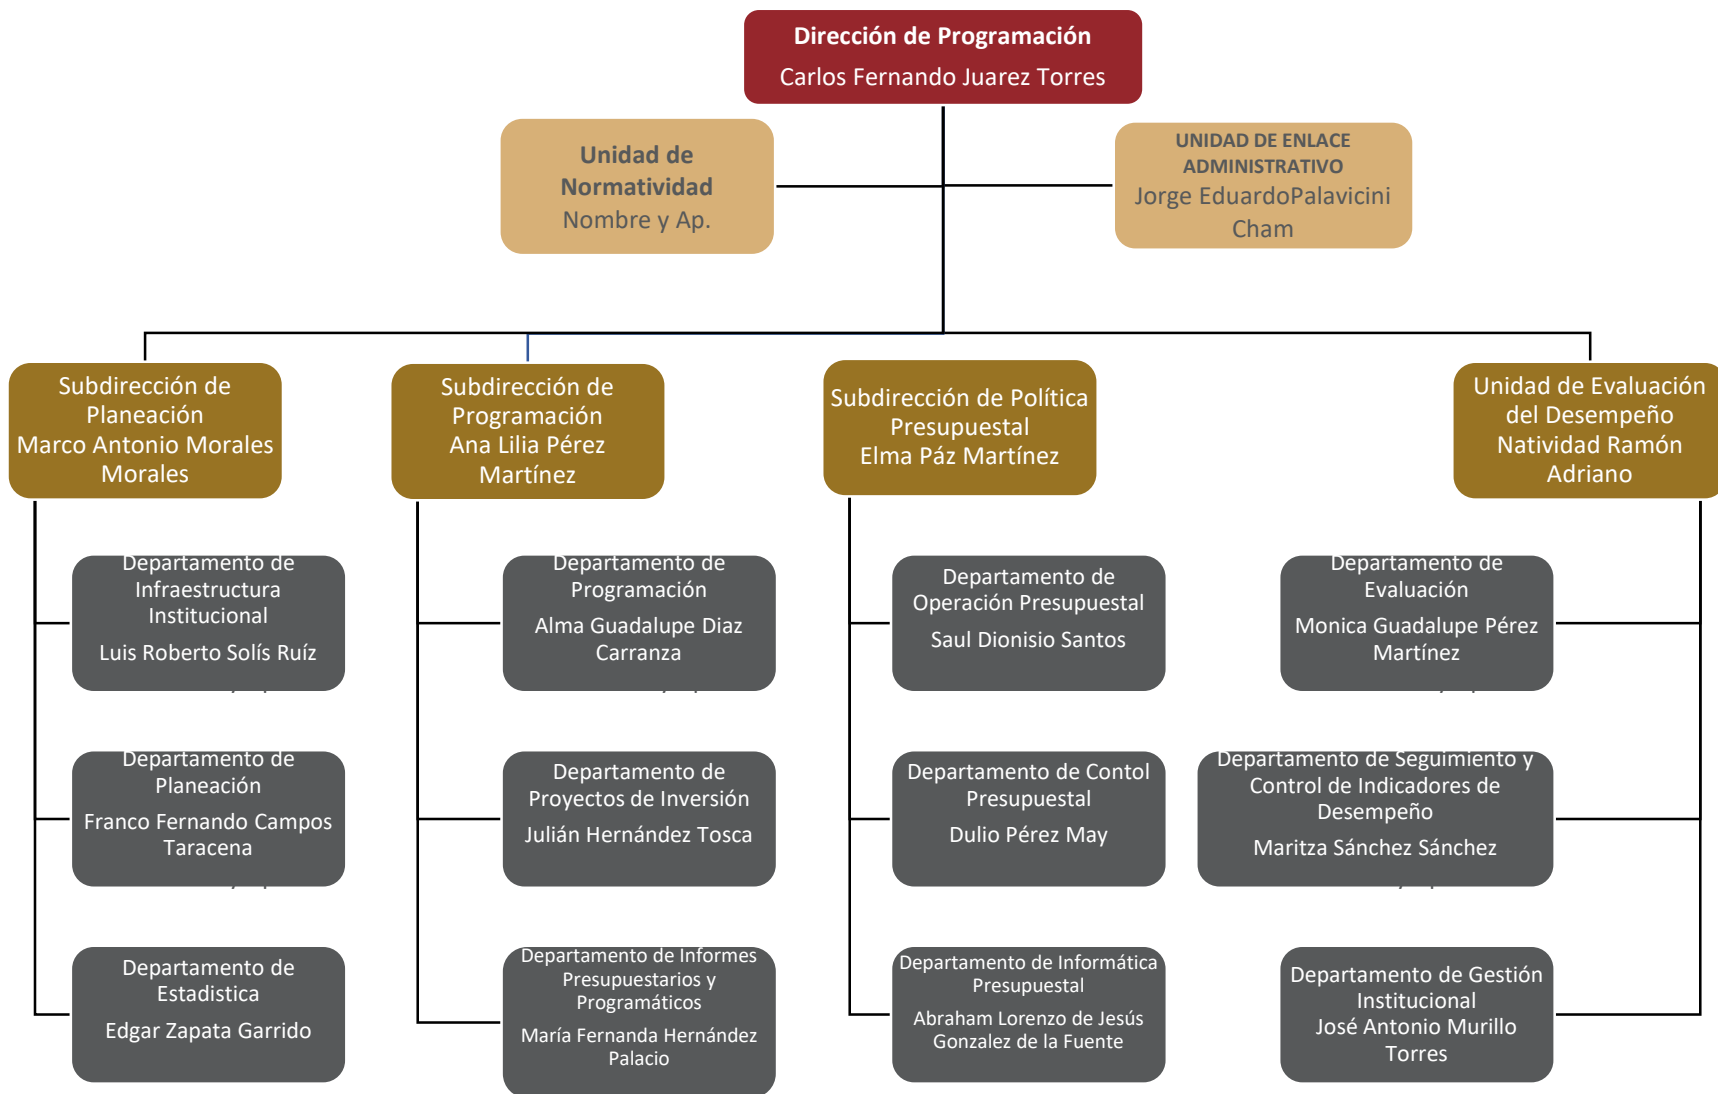 Dirección de Programación
Carlos Fernando Juarez Torres
Unidad de
Normatividad
Nombre y Ap.
UNIDAD DE ENLACE
ADMINISTRATIVO
Jorge EduardoPalavicini
Cham
Subdirección de
Planeación
Marco Antonio Morales
Morales
Subdirección de
Programación
Ana Lilia Pérez
Martínez
Subdirección de Política
Presupuestal
Elma Páz Martínez
Unidad de Evaluación
del Desempeño
Natividad Ramón
Adriano
Departamento de
Infraestructura
Institucional
Luis Roberto Solís Ruíz
Departamento de
Programación
Alma Guadalupe Diaz
Carranza
Departamento de
Operación Presupuestal
Saul Dionisio Santos
Departamento de
Evaluación
Monica Guadalupe Pérez
Martínez
Departamento de
Planeación
Franco Fernando Campos
Taracena
Departamento de
Proyectos de Inversión
Julián Hernández Tosca
Departamento de Contol
Presupuestal
Dulio Pérez May
Departamento de Seguimiento y
Control de Indicadores de
Desempeño
Maritza Sánchez Sánchez
Departamento de
Estadistica
Edgar Zapata Garrido
Departamento de Informes
Presupuestarios y
Programáticos
María Fernanda Hernández
Palacio
Departamento de Informática
Presupuestal
Abraham Lorenzo de Jesús
Gonzalez de la Fuente
Departamento de Gestión
Institucional
José Antonio Murillo
Torres